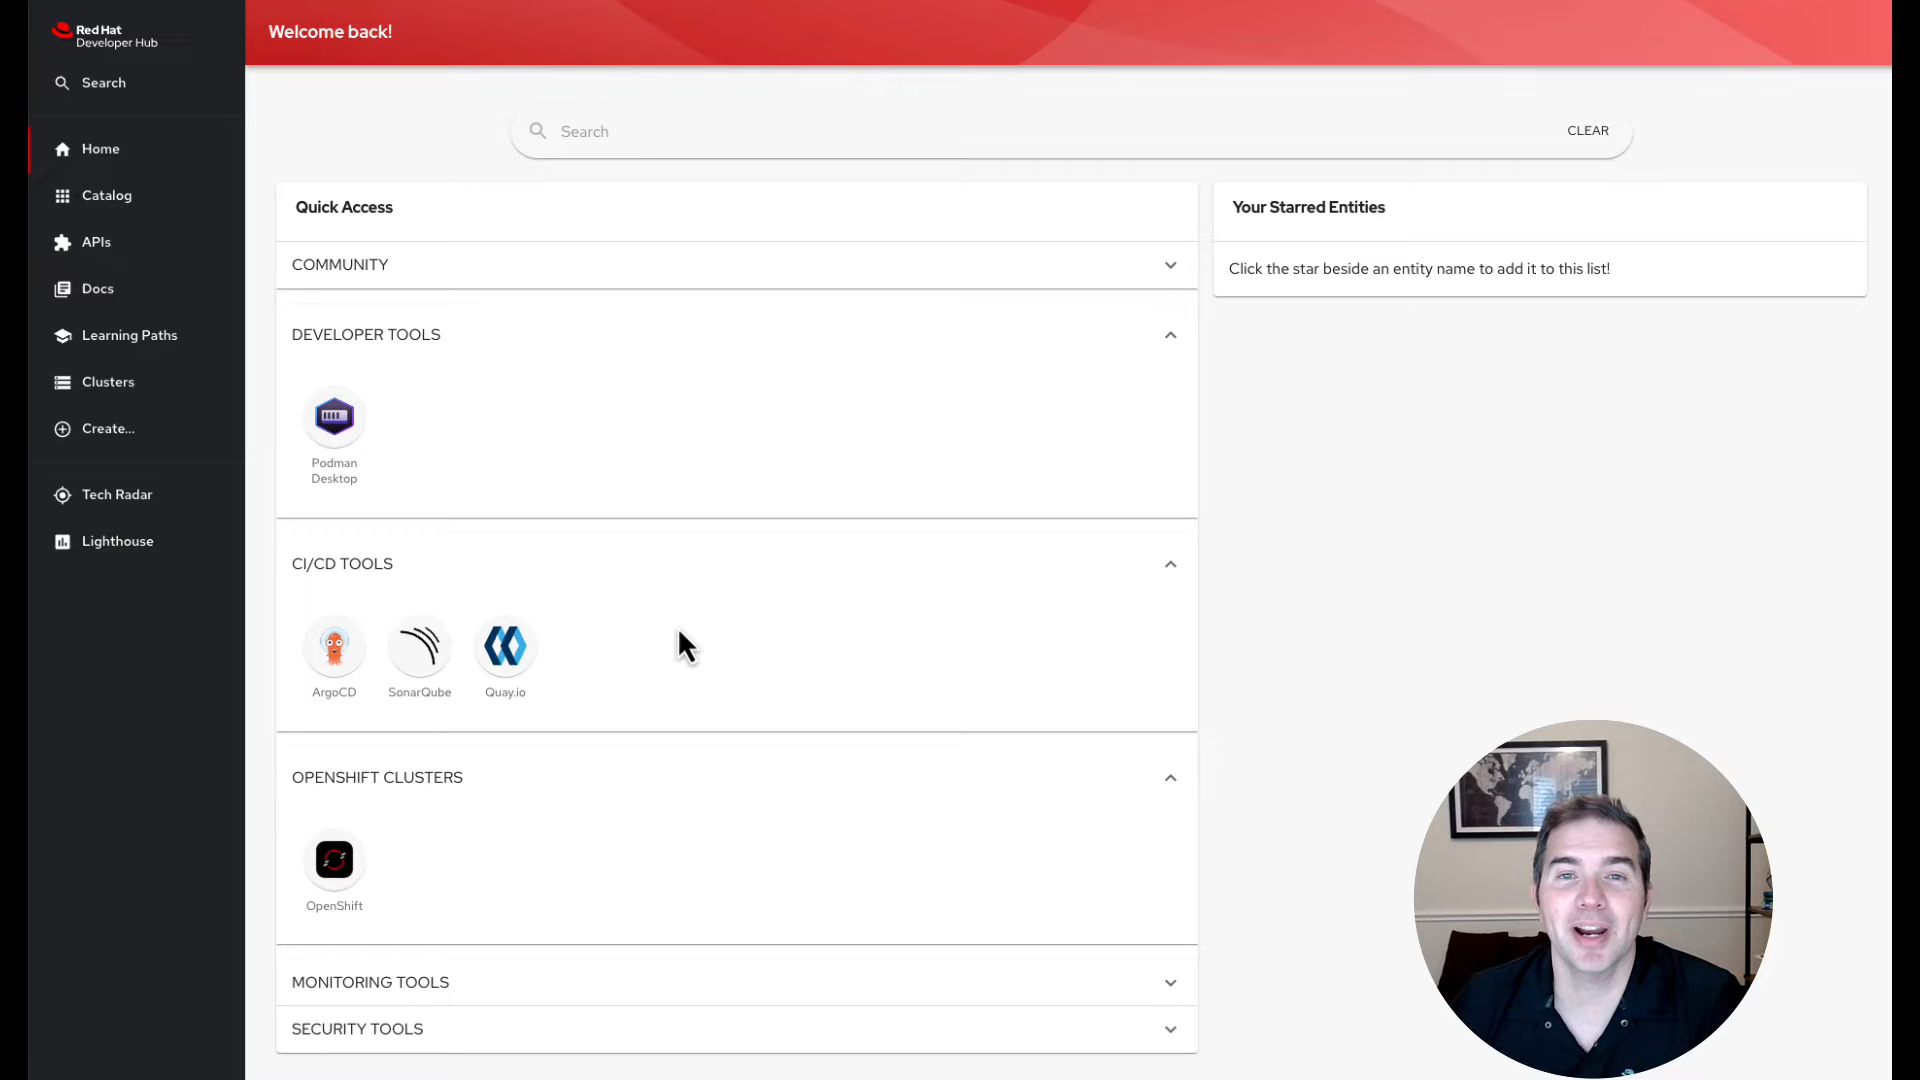 Red Hat
Developer Hub
Search
Home
Catalog
APIs
Docs
Learning Paths
Clusters
Create...
Tech Radar
Lighthouse
Welcome back!
Search
CLEAR
Quick Access
COMMUNITY
DEVELOPER TOOLS
Podman
Desktop
CI/CD TOOLS
ArgoCD
SonarQube
Quay.io
OPENSHIFT CLUSTERS
OpenShift
MONITORING TOOLS
SECURITY TOOLS
Your Starred Entities
Click the star beside an entity name to add it to this list!